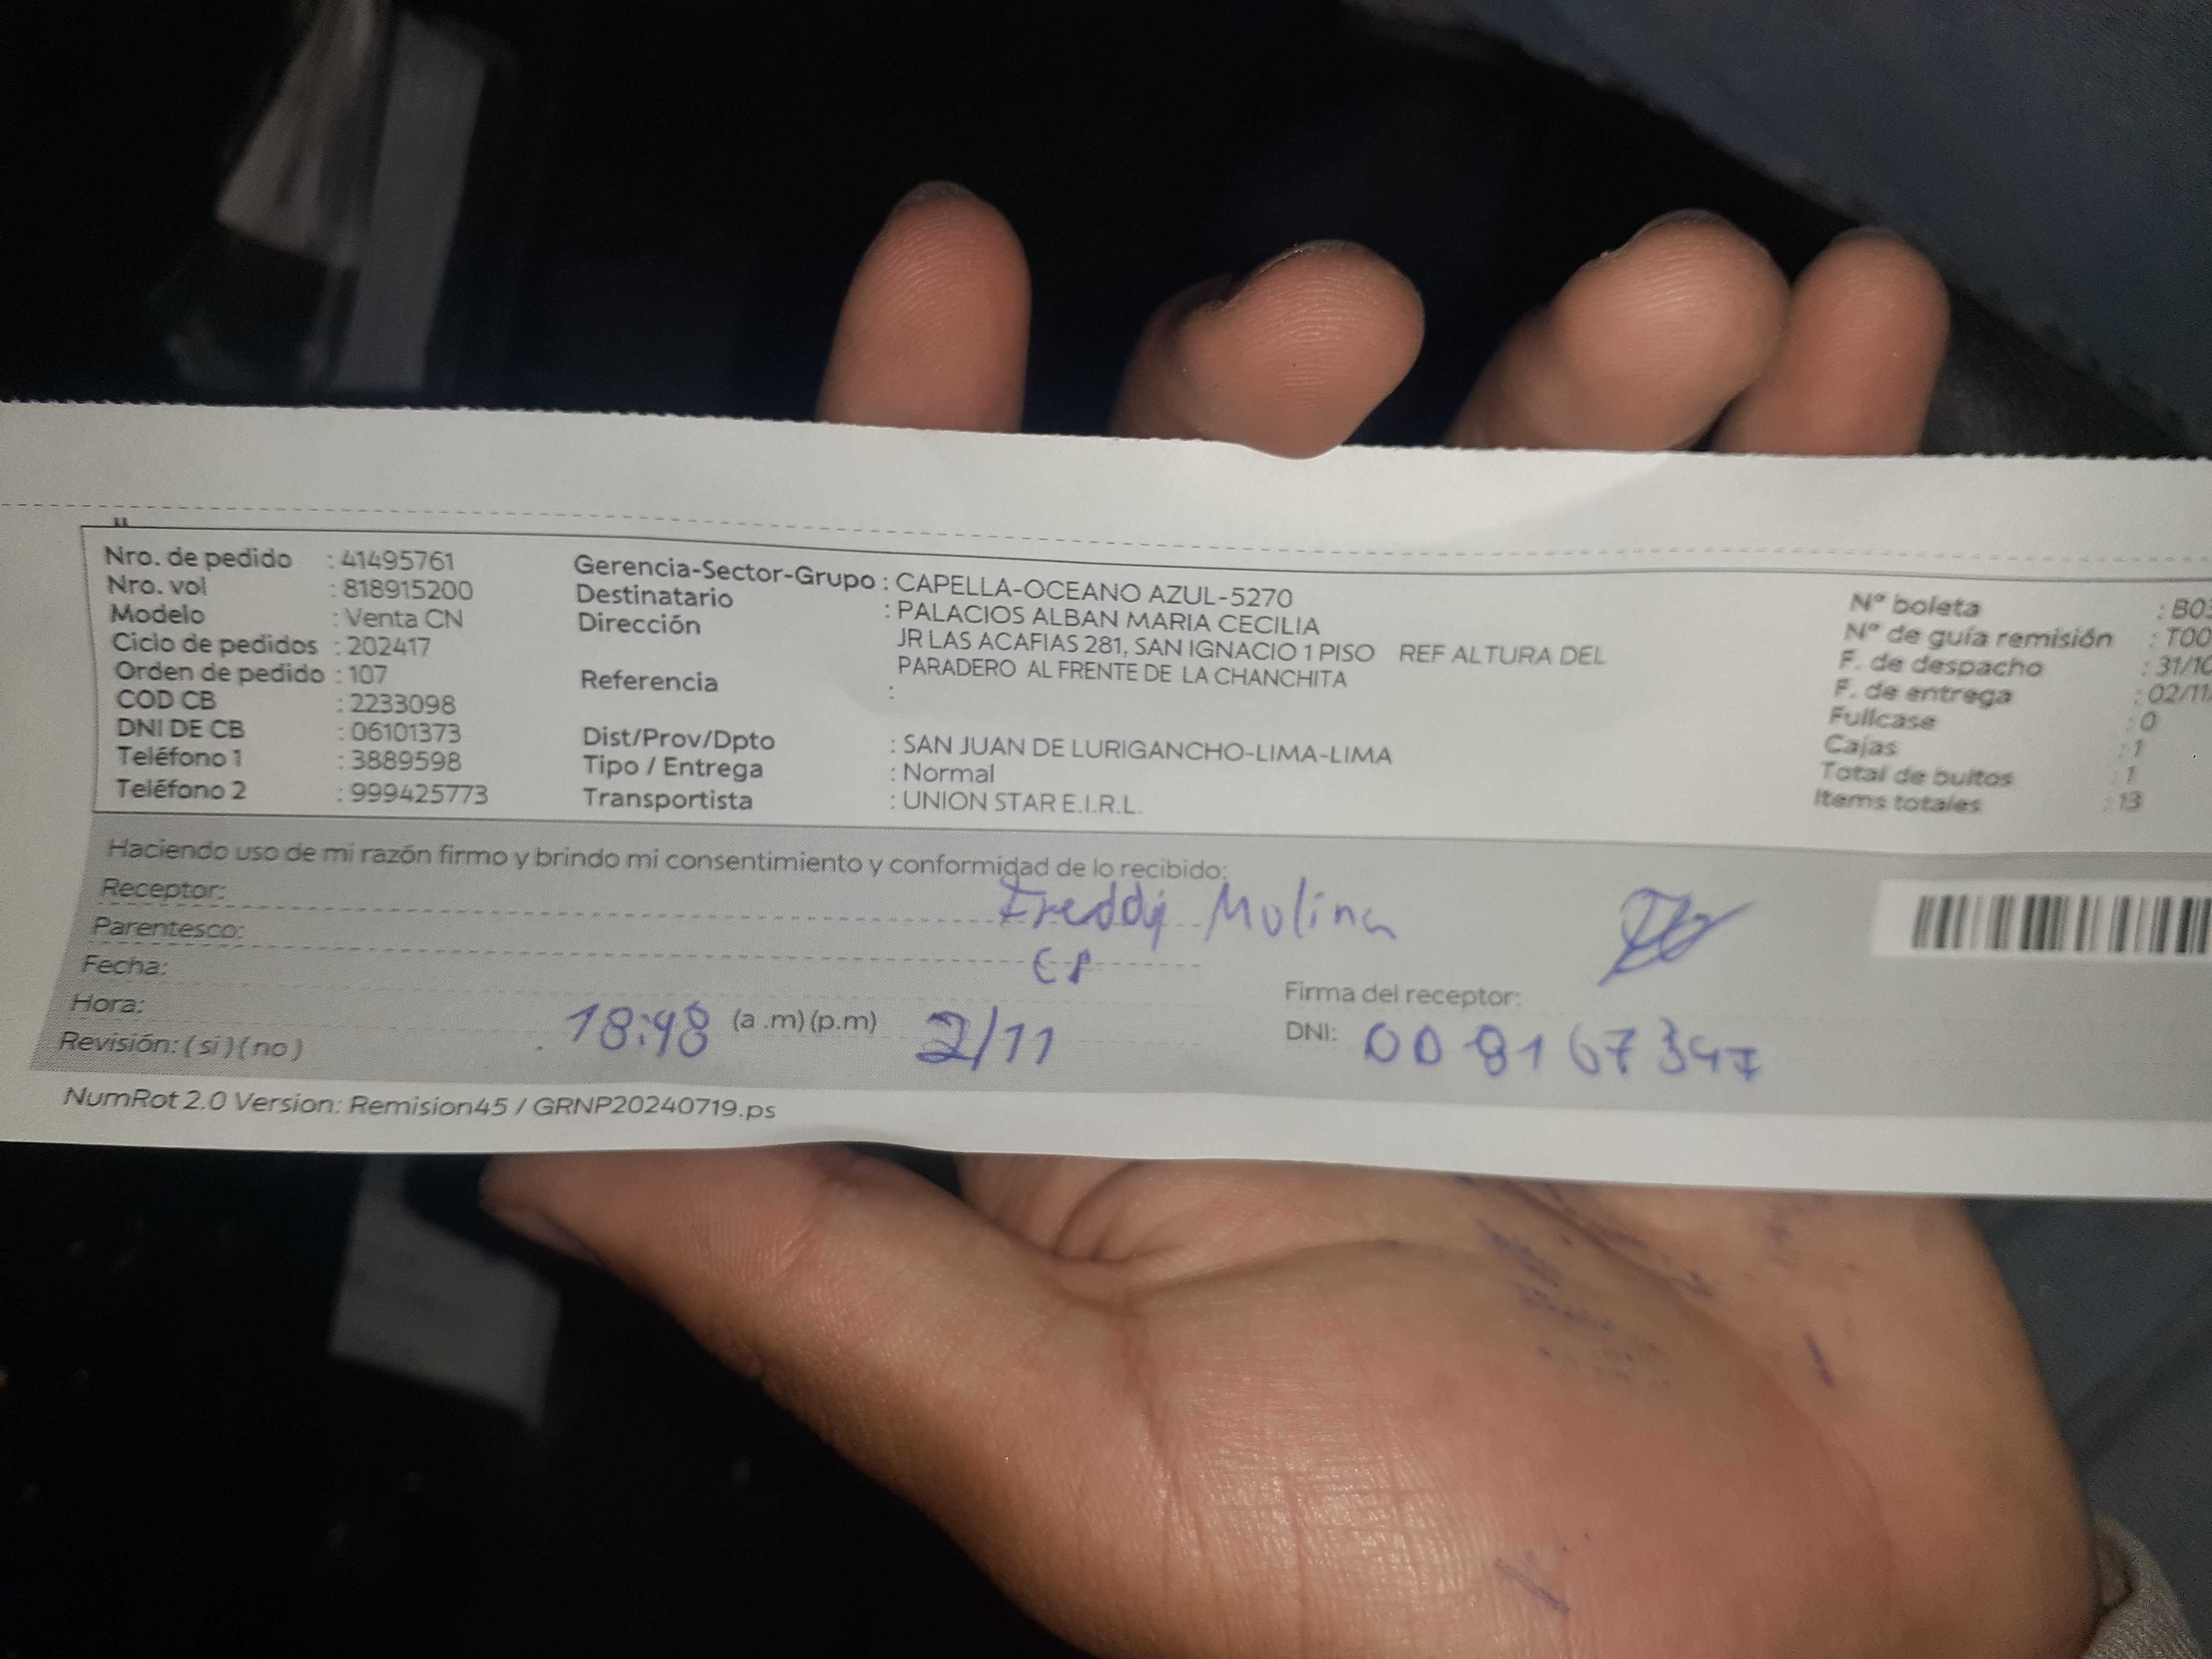 Nro. de pedido : 41495761
Nro. vol : 818915200
Modelo : Venta CN
Ciclo de pedidos : 202417
Orden de pedido : 107
COD CB : 2233098
DNI DE CB : 06101373
Teléfono 1 : 3889598
Teléfono 2 : 999425773
Gerencia-Sector-Grupo : CAPELLA-OCEANO AZUL-5270
Destinatario : PALACIOS ALBAN MARIA CECILIA
Dirección JR LAS ACAFIAS 281, SAN IGNACIO 1 PISO REF ALTURA DEL
PARADERO AL FRENTE DE LA CHANCHITA
Referencia :
Dist/Prov/Dpto : SAN JUAN DE LURIGANCHO-LIMA-LIMA
Tipo / Entrega : Normal
Transportista : UNION STAR E.I.R.L.
Nº boleta : B03
Nº de guía remisión : T00
F. de despacho : 31/10
F. de entrega : 02/11
Fullcase : 0
Cajas : 1
Total de bultos : 1
Items totales : 13
Haciendo uso de mi razón firmo y brindo mi consentimiento y conformidad de lo recibido:
Receptor: Freddy Molina
Parentesco:
Fecha:
Hora: 18:48 (a .m) (p.m) 2/11
Revisión: ( si ) ( no )
Firma del receptor:
DNI: 008167347
NumRot 2.0 Version: Remision45 / GRNP20240719.ps